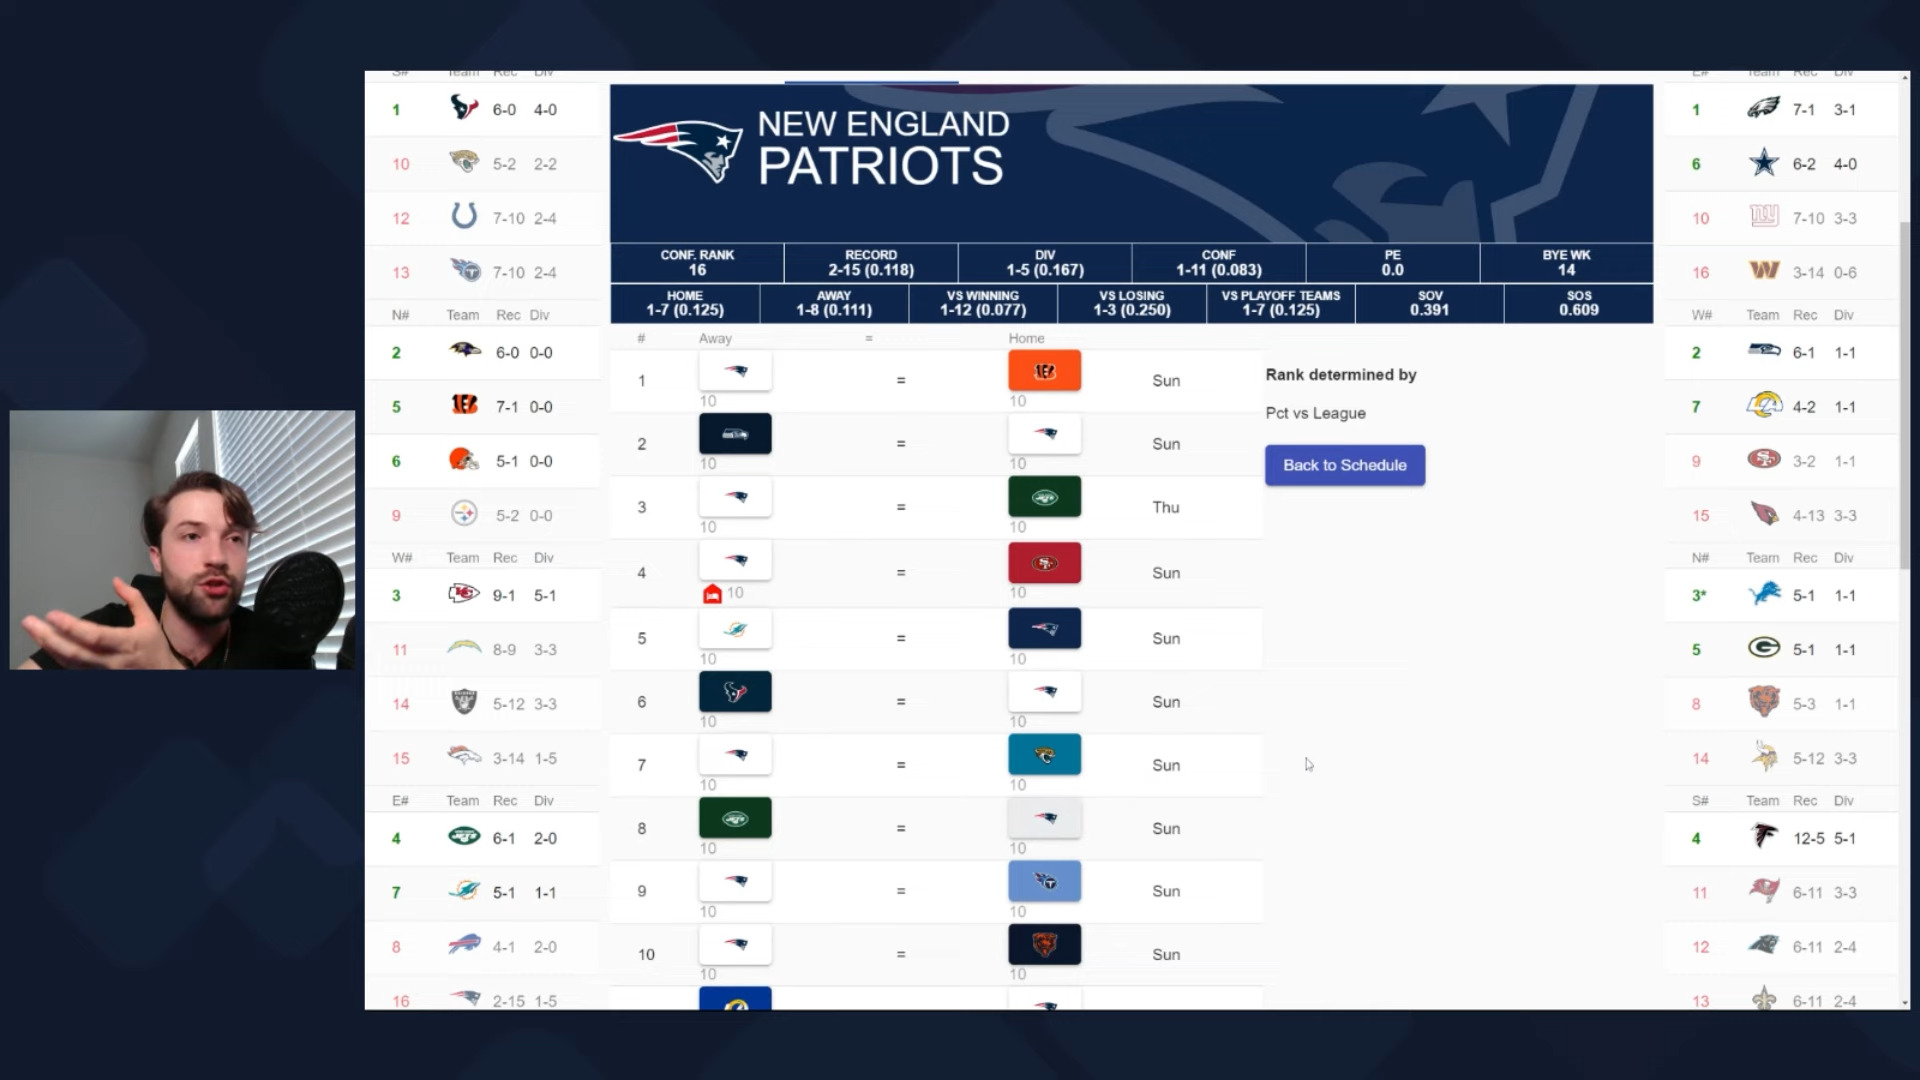 S# Team Rec Div
1 6-0 4-0
10 5-2 2-2
12 7-10 2-4
13 7-10 2-4
N# Team Rec Div
2 6-0 0-0
5 7-1 0-0
6 5-1 0-0
9 5-2 0-0
W# Team Rec Div
3 9-1 5-1
11 8-9 3-3
14 5-12 3-3
15 3-14 1-5
E# Team Rec Div
4 6-1 2-0
7 5-1 1-1
8 4-1 2-0
16 2-15 1-5
NEW ENGLAND
PATRIOTS
CONF. RANK RECORD DIV CONF PE BYE WK
16 2-15 (0.118) 1-5 (0.167) 1-11 (0.083) 0.0 14
HOME AWAY VS WINNING VS LOSING VS PLAYOFF TEAMS SOV SOS
1-7 (0.125) 1-8 (0.111) 1-12 (0.077) 1-3 (0.250) 1-7 (0.125) 0.391 0.609
# Away = Home
1 = Sun
10 10
2 = Sun
10 10
3 = Thu
10 10
4 = Sun
10 10
5 = Sun
10 10
6 = Sun
10 10
7 = Sun
10 10
8 = Sun
10 10
9 = Sun
10 10
10 = Sun
10 10
Rank determined by
Pct vs League
Back to Schedule
E# Team Rec Div
1 7-1 3-1
6 6-2 4-0
10 ny 7-10 3-3
16 W 3-14 0-6
W# Team Rec Div
2 6-1 1-1
7 4-2 1-1
9 SF 3-2 1-1
15 4-13 3-3
N# Team Rec Div
3* 5-1 1-1
5 G 5-1 1-1
8 5-3 1-1
14 5-12 3-3
S# Team Rec Div
4 12-5 5-1
11 6-11 3-3
12 6-11 2-4
13 6-11 2-4